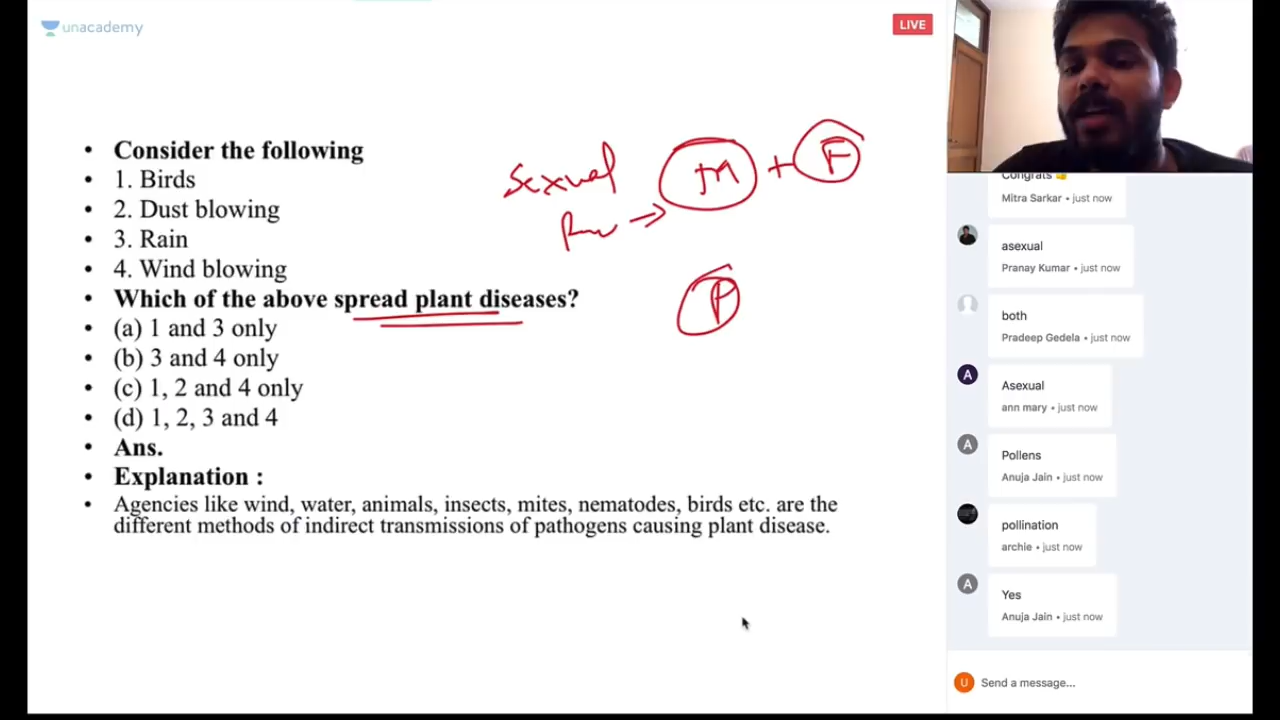 unacademy
LIVE
• Consider the following
• 1. Birds
• 2. Dust blowing
• 3. Rain
• 4. Wind blowing
• Which of the above spread plant diseases?
• (a) 1 and 3 only
• (b) 3 and 4 only
• (c) 1, 2 and 4 only
• (d) 1, 2, 3 and 4
• Ans.
• Explanation :
• Agencies like wind, water, animals, insects, mites, nematodes, birds etc. are the
different methods of indirect transmissions of pathogens causing plant disease.
Sexual M + F
P
Congrats 👍
Mitra Sarkar • just now
asexual
Pranay Kumar • just now
both
Pradeep Gedela • just now
A
Asexual
ann mary • just now
A
Pollens
Anuja Jain • just now
pollination
archie • just now
A
Yes
Anuja Jain • just now
U
Send a message...